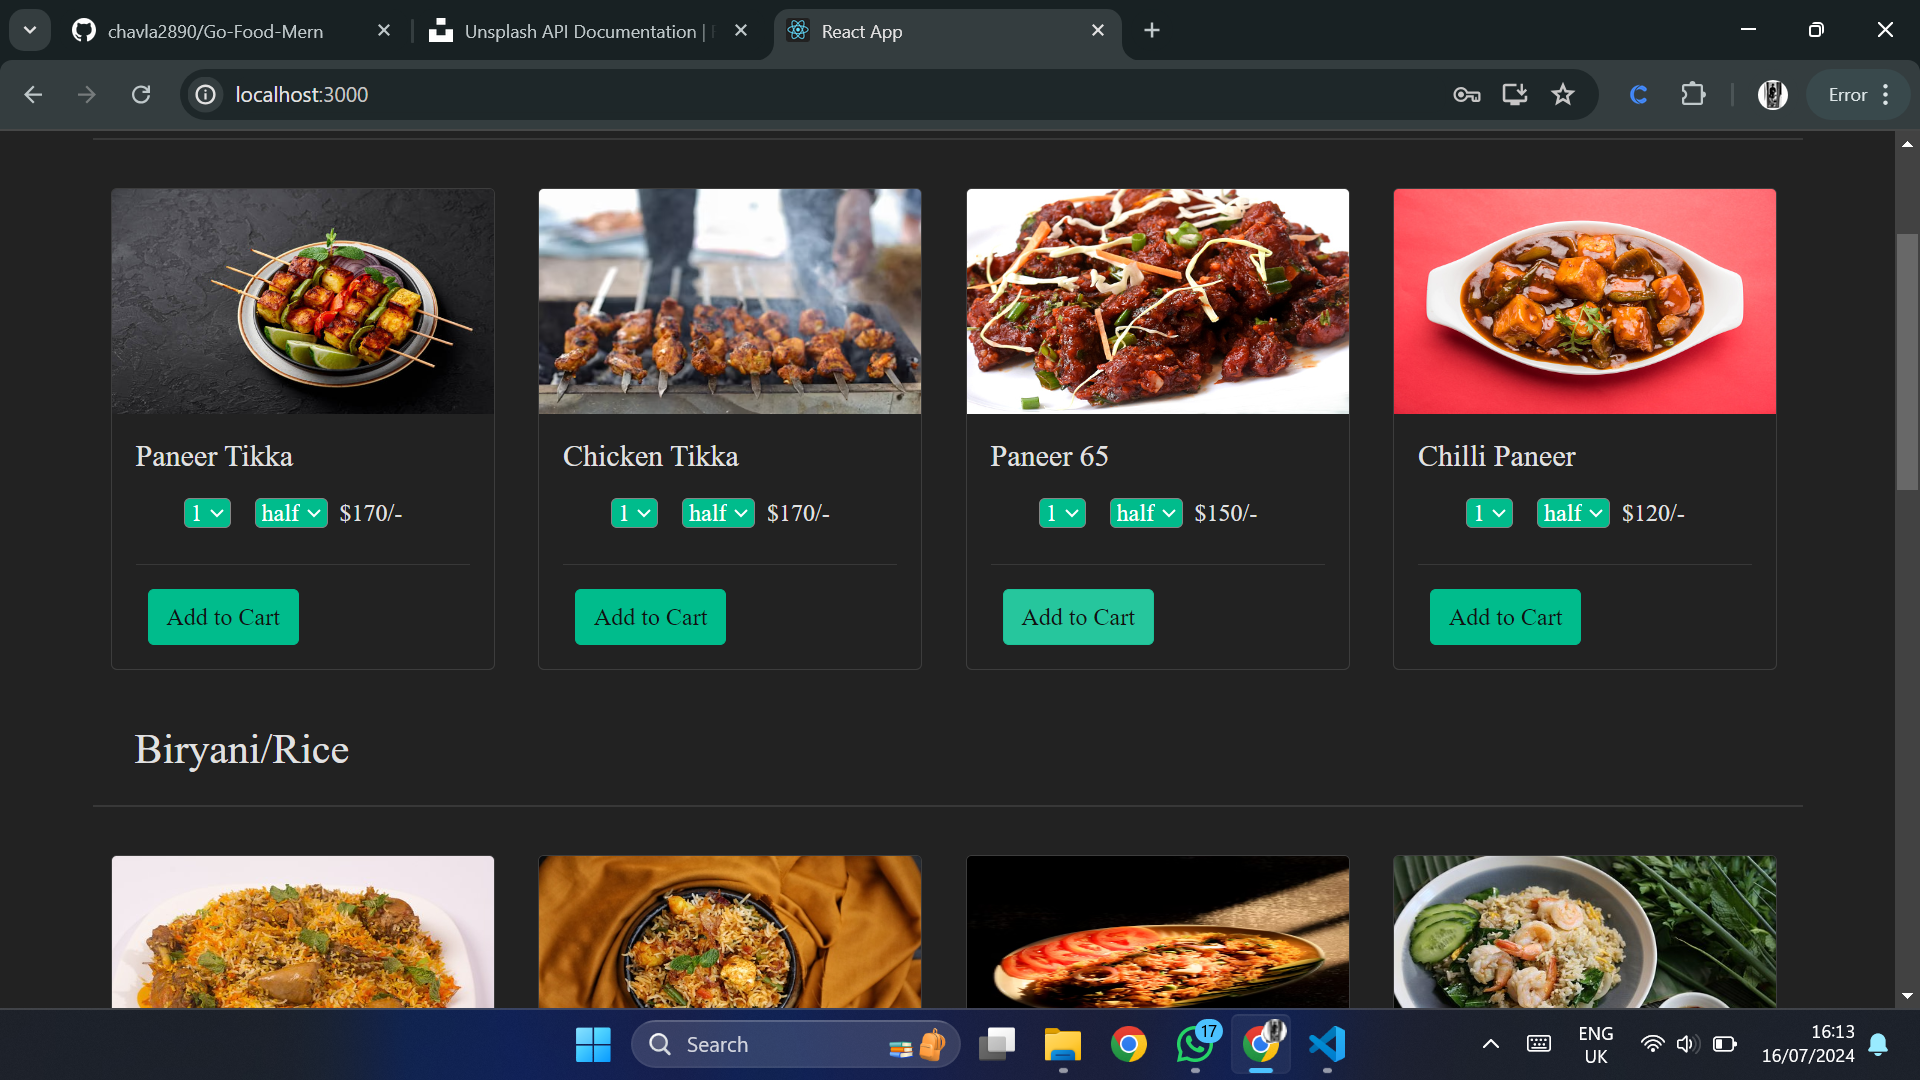 chavla2890/Go-Food-Mern
Unsplash API Documentation |
React App
localhost:3000
Error
Paneer Tikka
Chicken Tikka
Paneer 65
Chilli Paneer
1 half $170/-
1 half $170/-
1 half $150/-
1 half $120/-
Add to Cart
Add to Cart
Add to Cart
Add to Cart
Biryani/Rice
Search
17
ENG
UK
16:13
16/07/2024